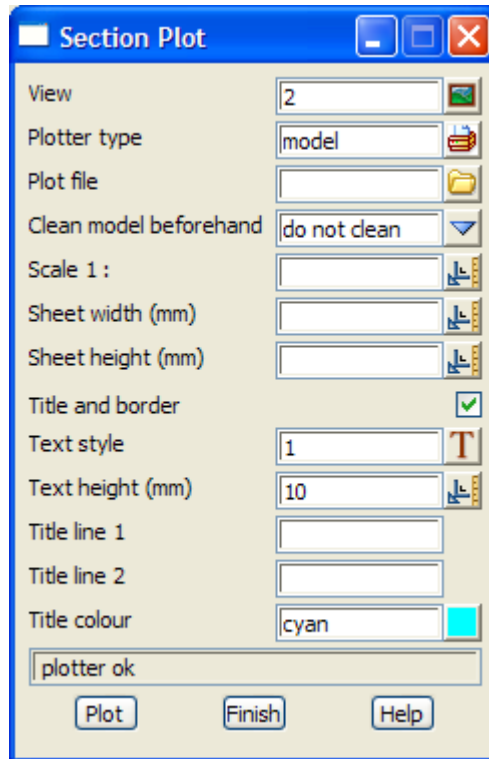 Section Plot
View 2
Plotter type model
Plot file
Clean model beforehand do not clean
Scale 1 :
Sheet width (mm)
Sheet height (mm)
Title and border
Text style 1 T
Text height (mm) 10
Title line 1
Title line 2
Title colour cyan
plotter ok
Plot Finish Help